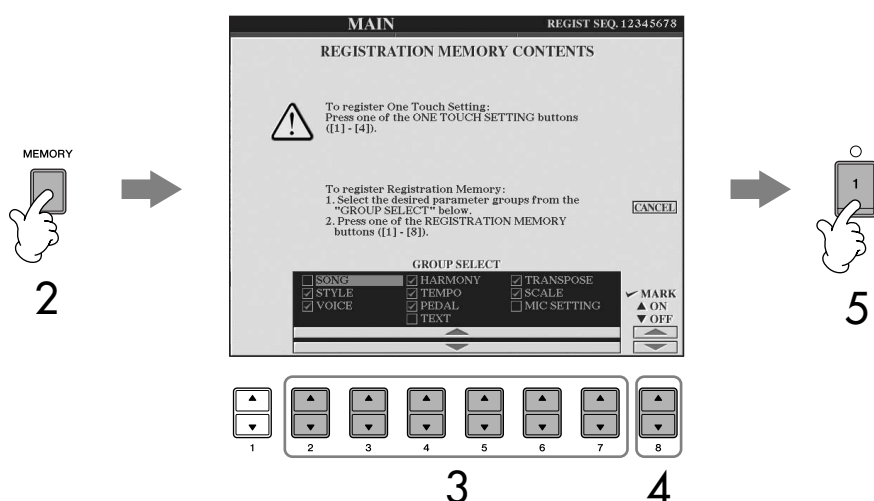 MAIN
REGIST SEQ. 12345678
REGISTRATION MEMORY CONTENTS
To register One Touch Setting:
Press one of the ONE TOUCH SETTING buttons
([1] - [4]).
MEMORY
2
To register Registration Memory:
1. Select the desired parameter groups from the
"GROUP SELECT" below.
2. Press one of the REGISTRATION MEMORY
buttons ([1] - [8]).
CANCEL
1
5
GROUP SELECT
SONG
HARMONY
TRANSPOSE
STYLE
TEMPO
SCALE
VOICE
PEDAL
MIC SETTING
TEXT
MARK
▲ ON
▼ OFF
1 2 3 4 5 6 7 8
3
4